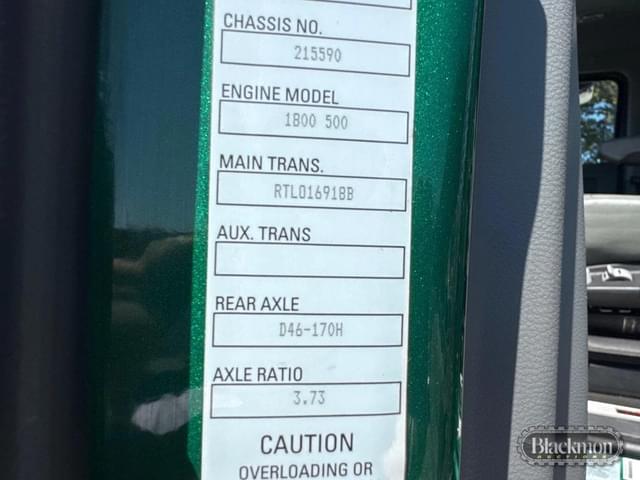 CHASSIS NO.
215590
ENGINE MODEL
1B00 500
MAIN TRANS.
RTLO16918B
AUX. TRANS
REAR AXLE
D46-170H
AXLE RATIO
3.73
CAUTION
OVERLOADING OR
Blackmon
AUCTIONS